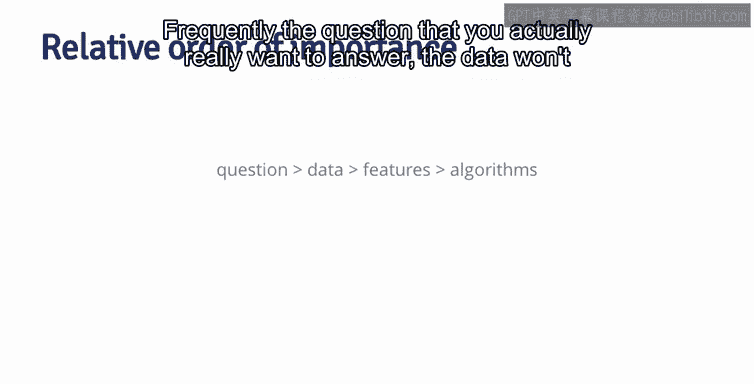 Relative order of importance
Frequently the question that you actually
really want to answer, the data won't
question > data > features > algorithms